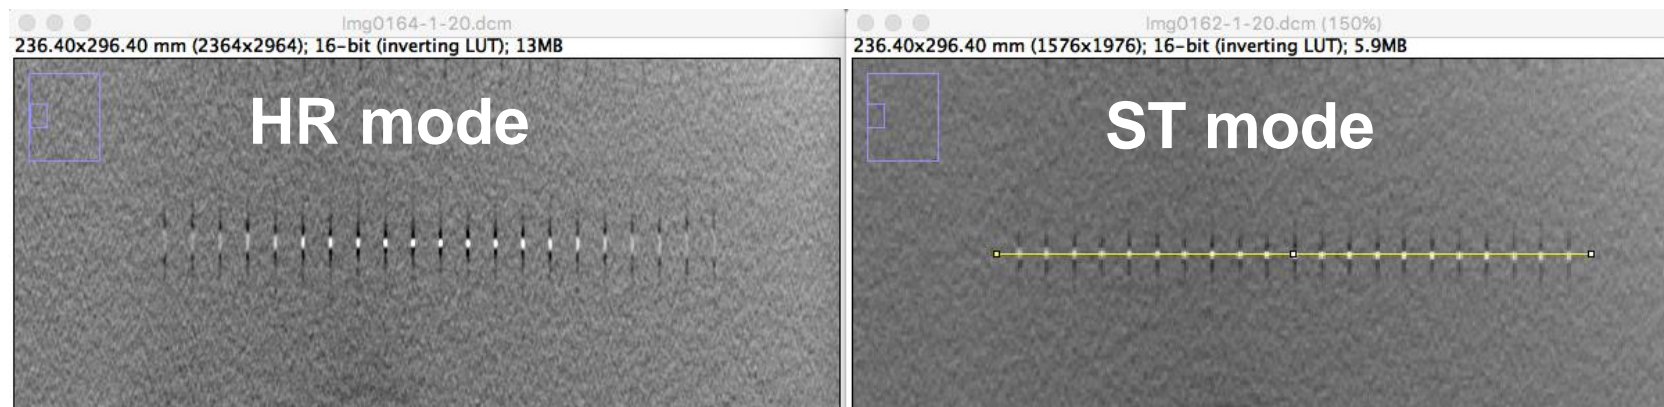 Img0164-1-20.dcm
236.40x296.40 mm (2364x2964); 16-bit (inverting LUT); 13MB
HR mode
Img0162-1-20.dcm (150%)
236.40x296.40 mm (1576x1976); 16-bit (inverting LUT); 5.9MB
ST mode